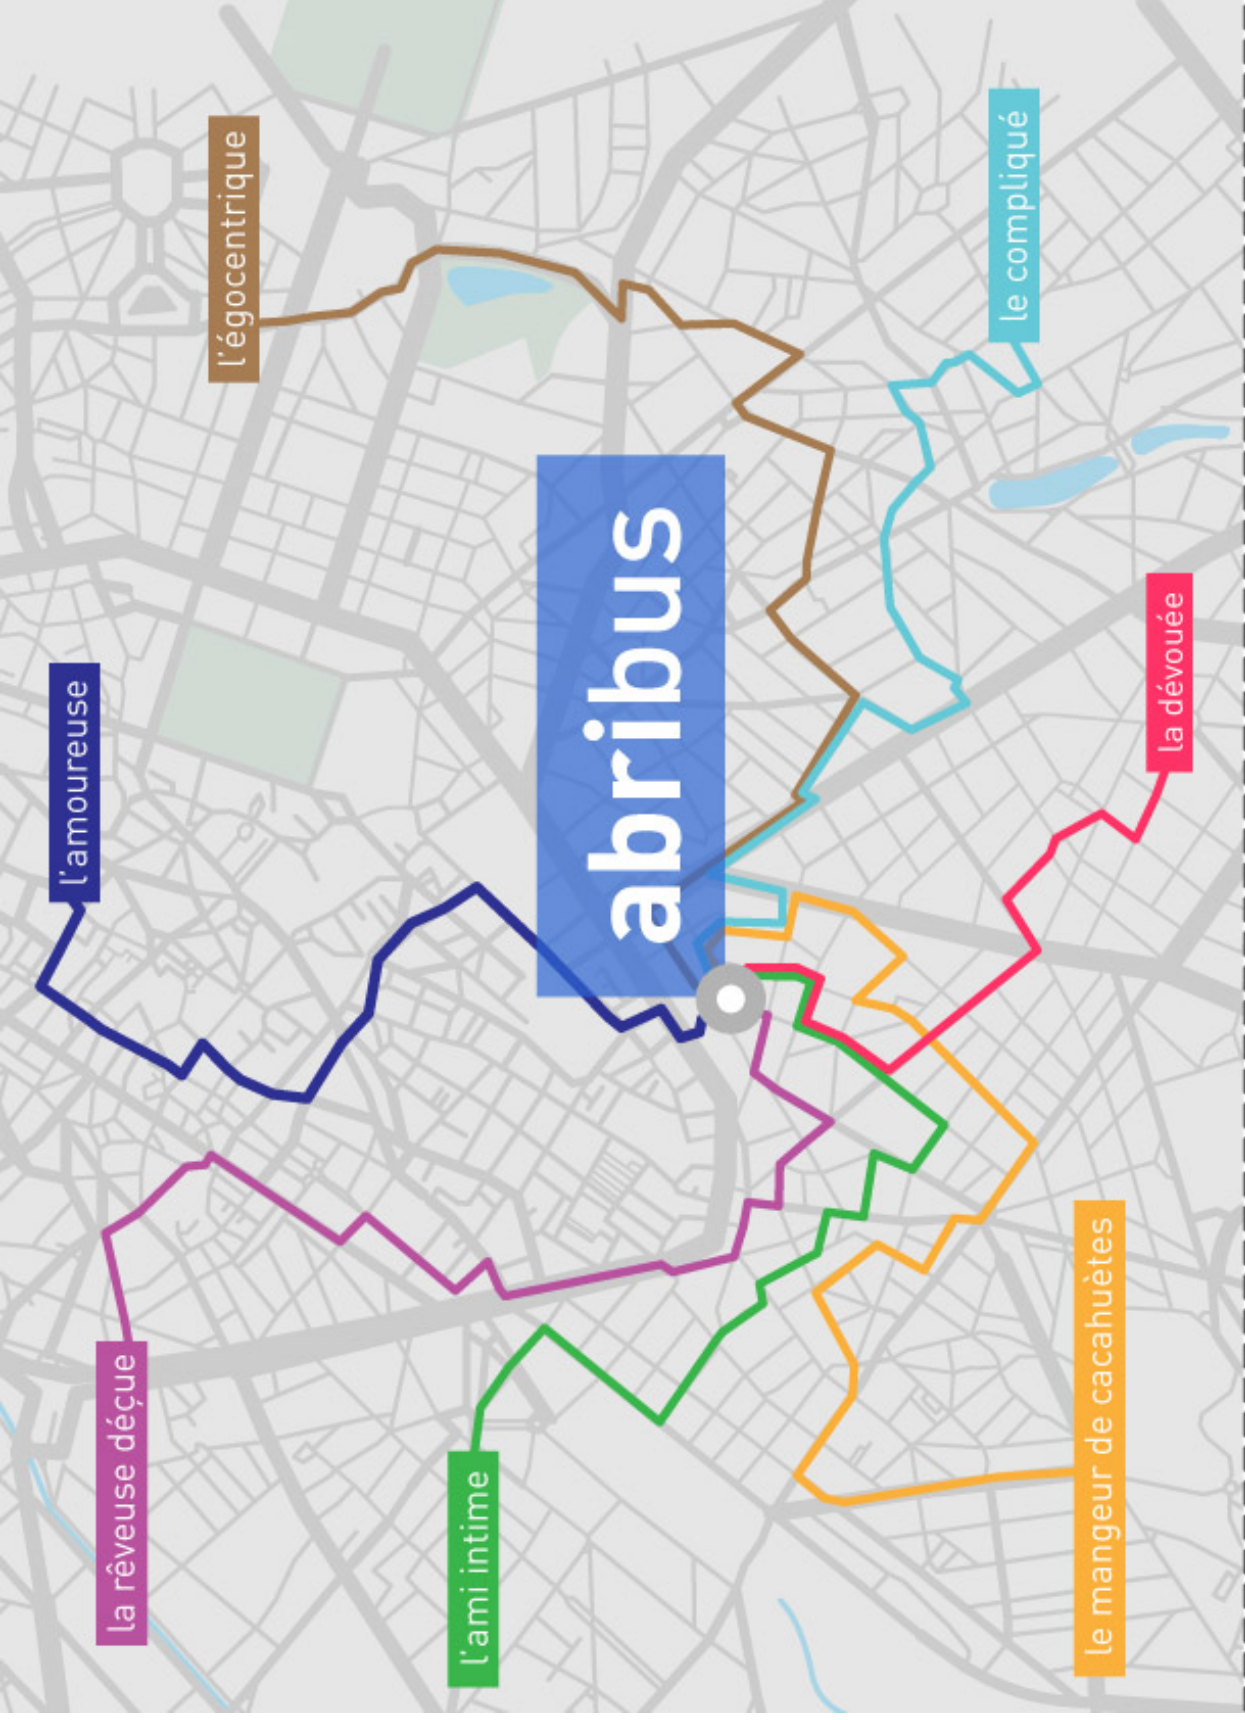 la rêveuse déçue
l'amoureuse
l'égocentrique
l'ami intime
abribus
le compliqué
le mangeur de cacahuètes
la dévouée